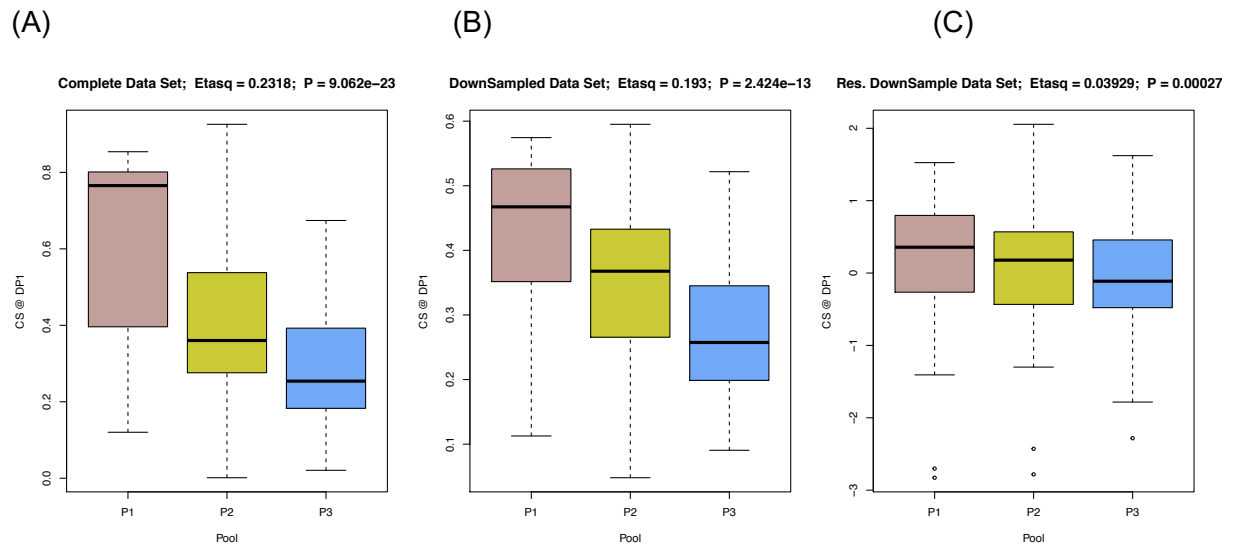 (A)
(B)
(C)
Complete Data Set; Etasq = 0.2318; P = 9.062e−23
DownSampled Data Set; Etasq = 0.193; P = 2.424e−13
Res. DownSample Data Set; Etasq = 0.03929; P = 0.00027
CS @ DP1
0.8
0.6
0.4
0.2
0.0
P1 P2 P3
Pool
CS @ DP1
0.6
0.5
0.4
0.3
0.2
0.1
P1 P2 P3
Pool
CS @ DP1
2
1
0
−1
−2
−3
P1 P2 P3
Pool